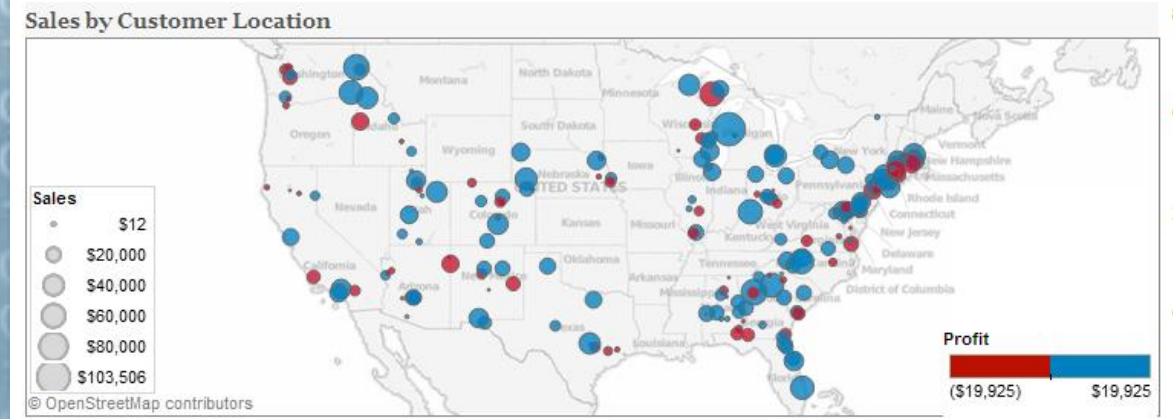 Sales by Customer Location
Washington
Montana
North Dakota
Minnesota
Maine
Nova Scotia
Oregon
Idaho
South Dakota
Vermont
Wyoming
New York
New Hampshire
Massachusetts
Iowa
Nebraska
UNITED STATES
Illinois
Indiana
Pennsylvania
Rhode Island
Connecticut
Sales
Nevada
Utah
Colorado
Kansas
Missouri
West Virginia
Kentucky
New Jersey
Delaware
$12
$20,000
California
Oklahoma
Tennessee
Maryland
$40,000
Arizona
New Mexico
Arkansas
Mississippi
District of Columbia
$60,000
Texas
Georgia
Louisiana
$80,000
Profit
$103,506
Florida
($19,925)
$19,925
© OpenStreetMap contributors